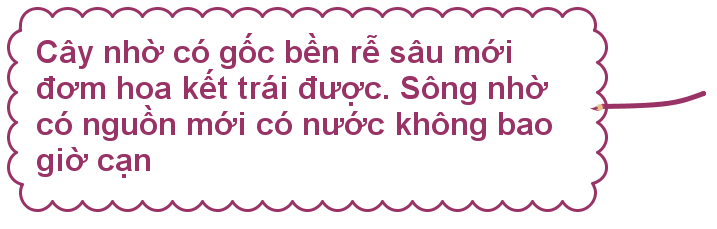 Cây nhờ có gốc bền rễ sâu mới
đơm hoa kết trái được. Sông nhờ
có nguồn mới có nước không bao
giờ cạn